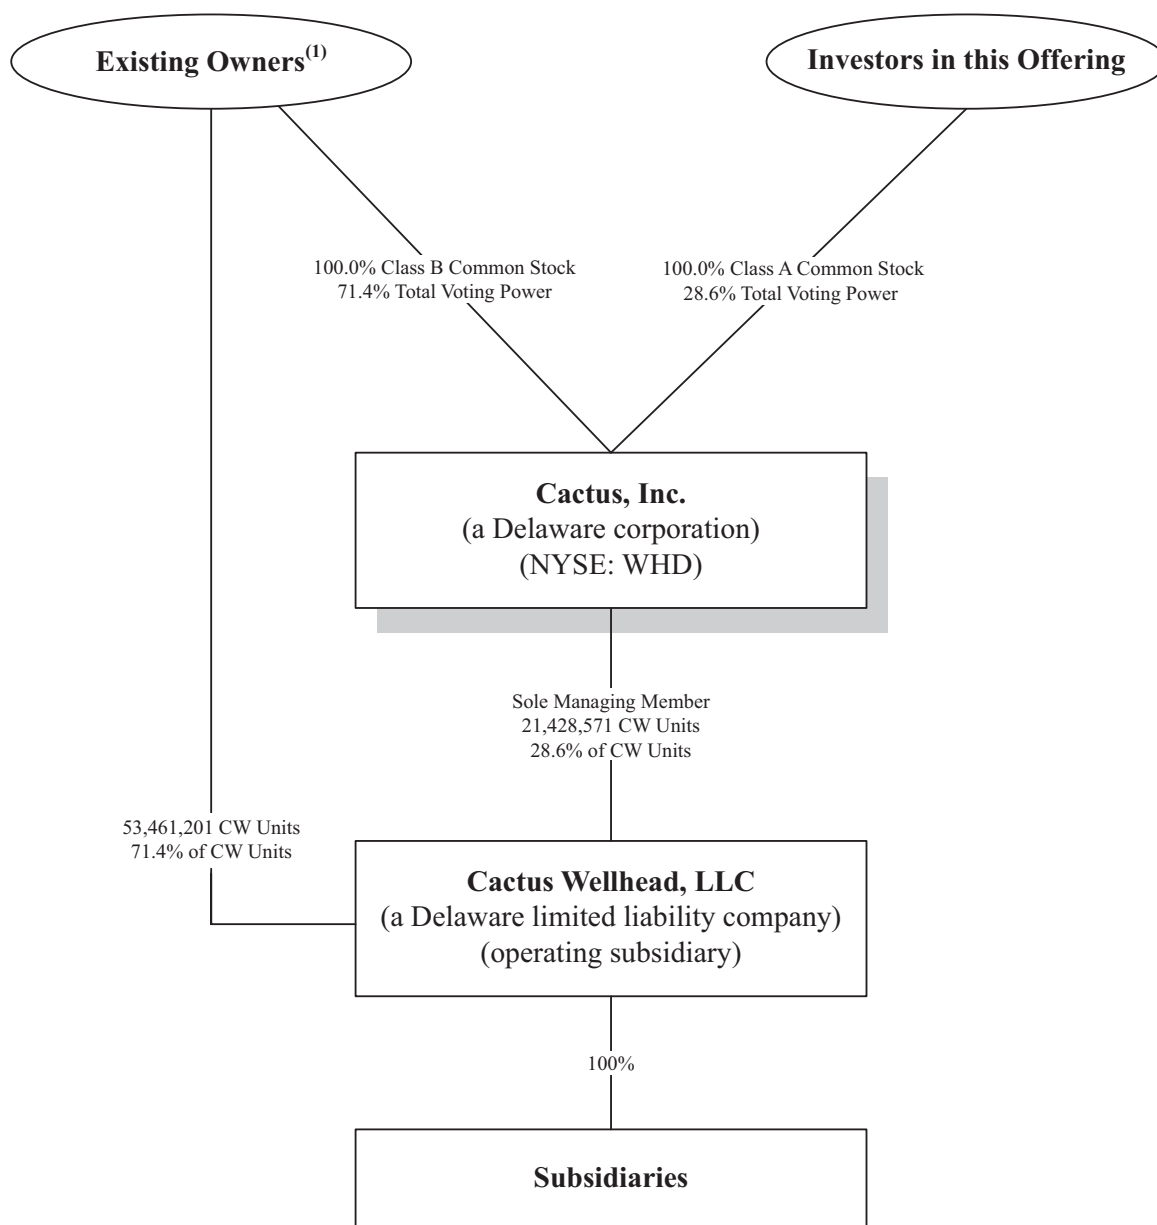 Existing Owners(1)
Investors in this Offering
100.0% Class B Common Stock
71.4% Total Voting Power
100.0% Class A Common Stock
28.6% Total Voting Power
Cactus, Inc.
(a Delaware corporation)
(NYSE: WHD)
Sole Managing Member
21,428,571 CW Units
28.6% of CW Units
53,461,201 CW Units
71.4% of CW Units
Cactus Wellhead, LLC
(a Delaware limited liability company)
(operating subsidiary)
100%
Subsidiaries